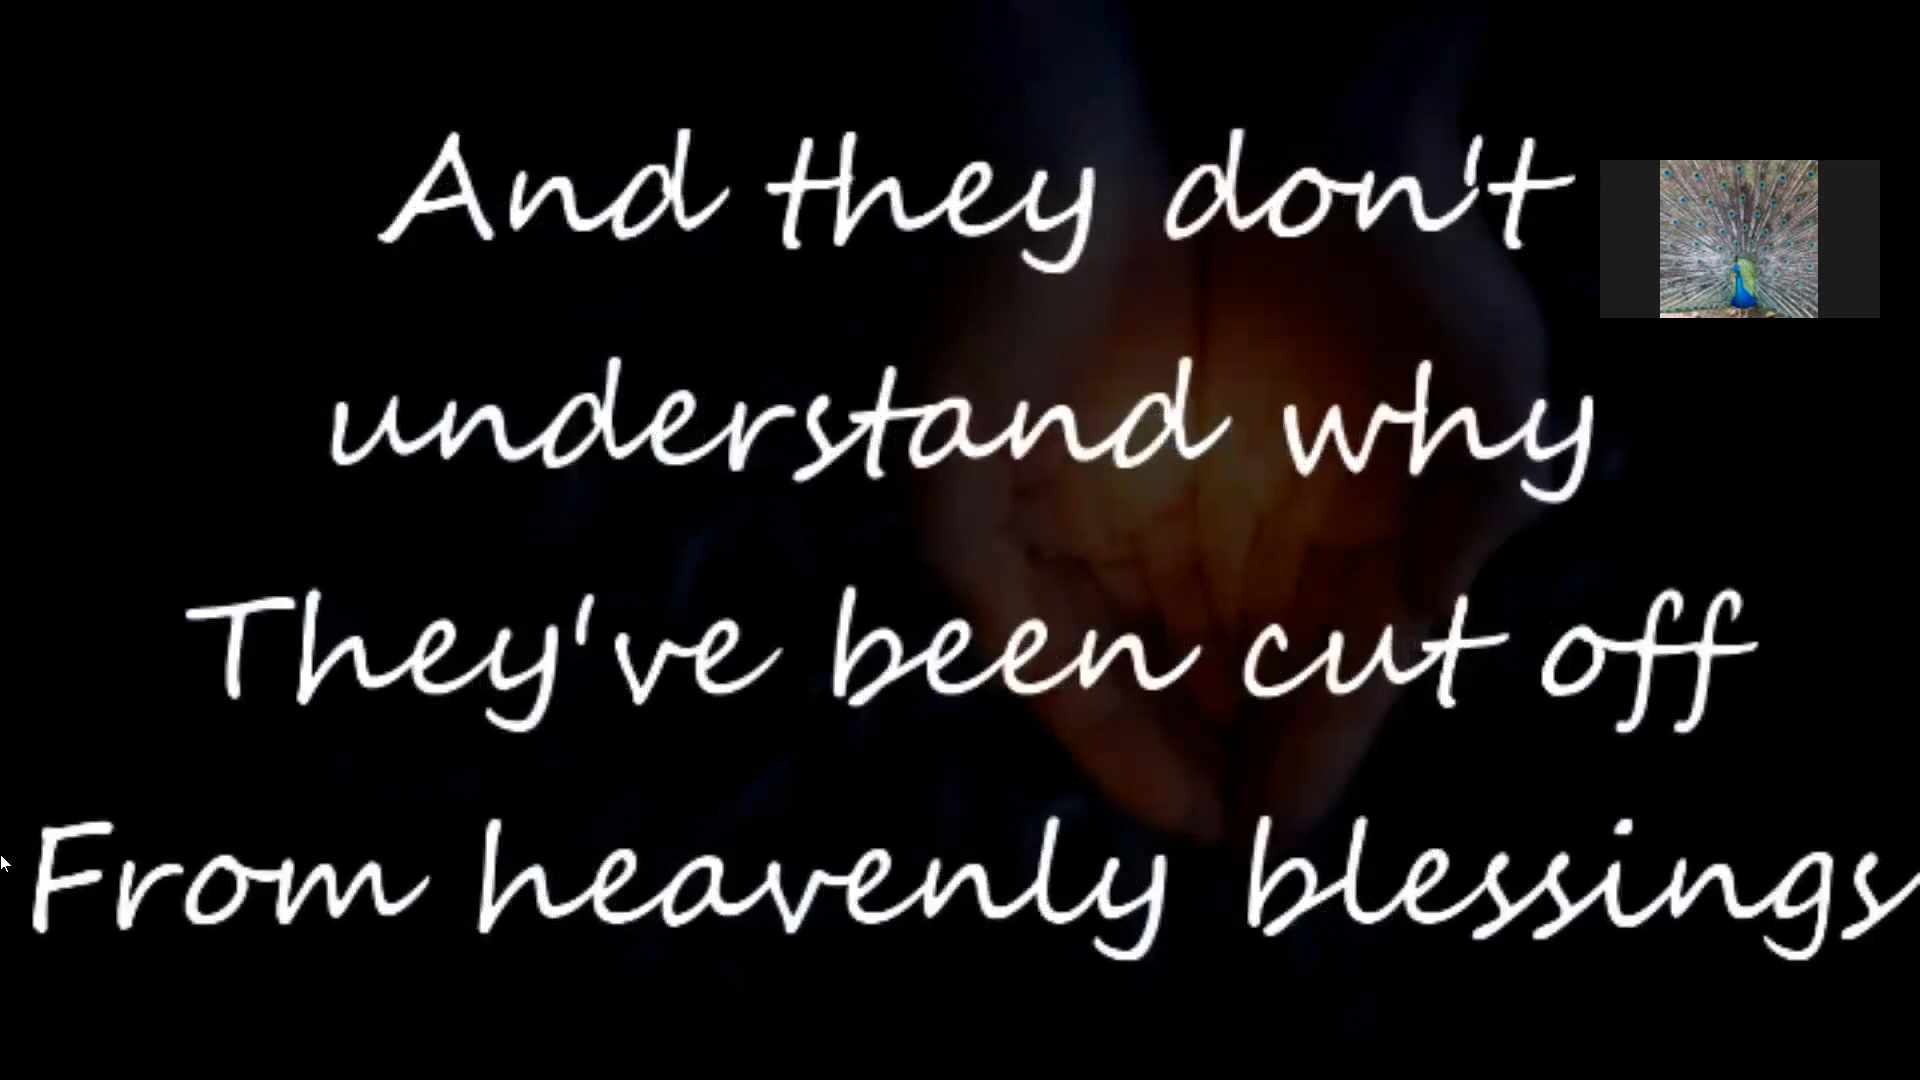 And they don't
understand why
They've been cut off
From heavenly blessings